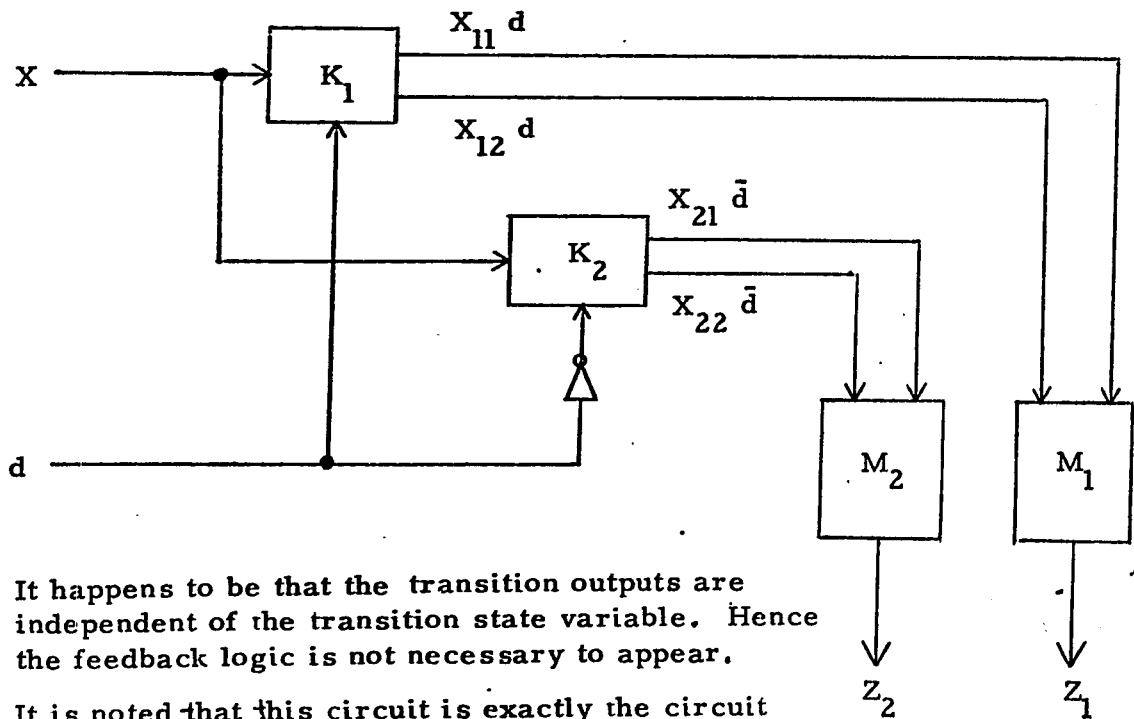 X₁₁ d
X
K₁
X₁₂ d
X₂₁ d̄
K₂
X₂₂ d̄
d
M₂
M₁
It happens to be that the transition outputs are
independent of the transition state variable. Hence
the feedback logic is not necessary to appear.
Z₂
Z₁
It is noted that this circuit is exactly the circuit